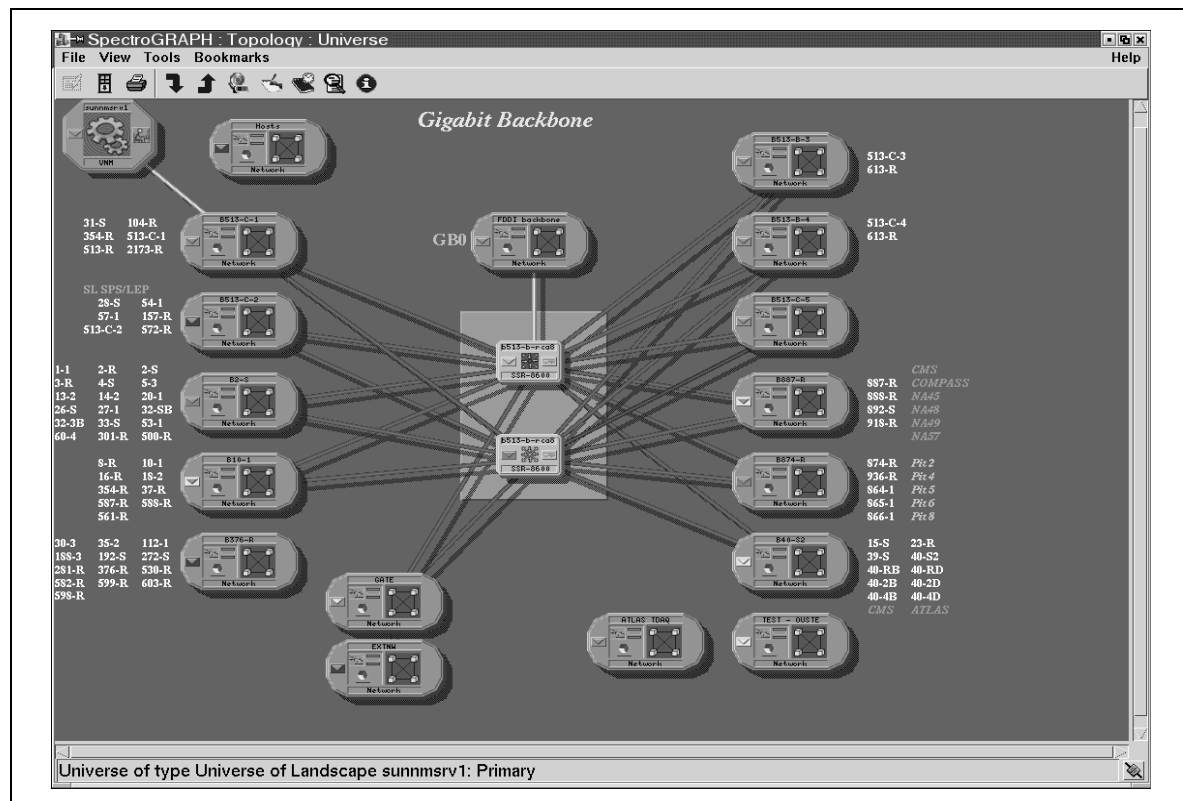 SpectroGRAPH : Topology : Universe
File View Tools Bookmarks Help
sunnmsrv1
VNM
Hosts
Network
Gigabit Backbone
B513-B-3
Network
513-C-3
613-R
31-S 104-R
354-R 513-C-1
513-R 2173-R
B513-C-1
Network
GB0
FDDI backbone
Network
B513-B-4
Network
513-C-4
613-R
SL SPS/LEP
28-S 54-1
57-1 157-R
513-C-2 572-R
B513-C-2
Network
B513-C-5
Network
b513-b-rca8
SSR-8600
1-1 2-R 2-S
3-R 4-S 5-3
13-2 14-2 20-1
26-S 27-1 32-SB
32-3B 33-S 53-1
60-4 301-R 500-R
B2-S
Network
B887-R
Network
CMS
887-R COMPASS
888-R NA45
892-S NA48
918-R NA49
NA57
b513-b-rca8
SSR-8600
8-R 10-1
16-R 18-2
354-R 37-R
587-R 588-R
561-R
B10-1
Network
B874-R
Network
874-R Pit 2
936-R Pit 4
864-1 Pit 5
865-1 Pit 6
866-1 Pit 8
30-3 35-2 112-1
188-3 192-S 272-S
281-R 376-R 530-R
582-R 599-R 603-R
598-R
B376-R
Network
B40-S2
Network
15-S 23-R
39-S 40-S2
40-RB 40-RD
40-2B 40-2D
40-4B 40-4D
CMS ATLAS
GATE
Network
EXTNW
Network
ATLAS TDAQ
Network
TEST - OUSTE
Network
Universe of type Universe of Landscape sunnmsrv1: Primary